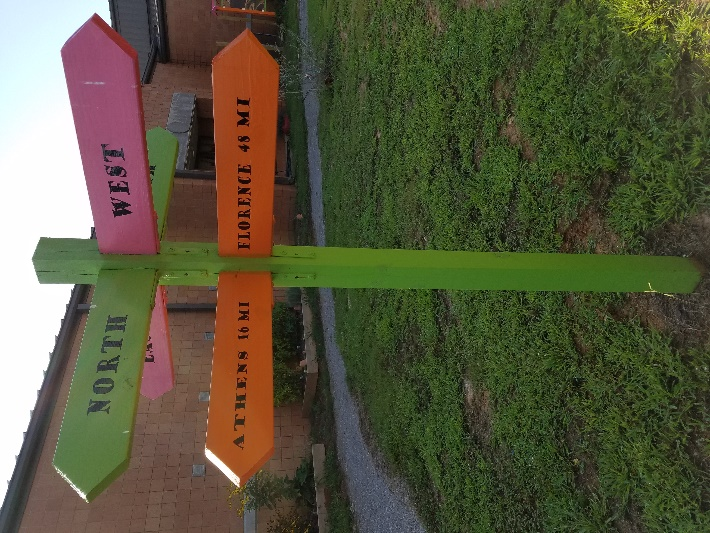 NORTH
WEST
ATHENS 16 MI
FLORENCE 48 MI